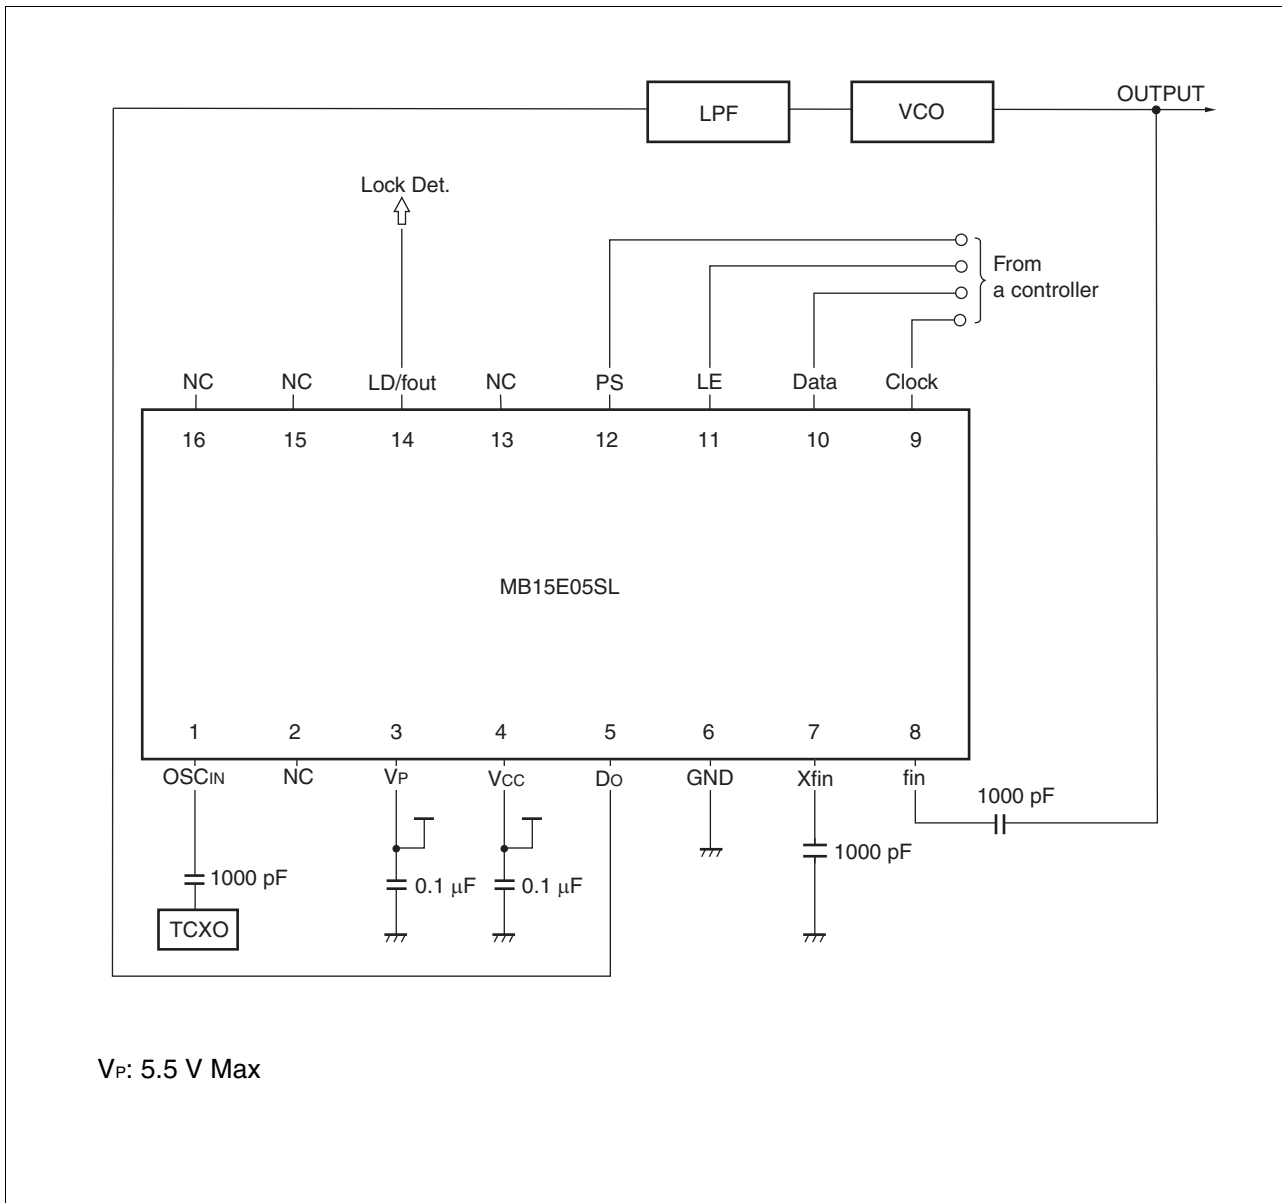 LPF
VCO
OUTPUT
Lock Det.
From
a controller
NC NC LD/fout NC PS LE Data Clock
16 15 14 13 12 11 10 9
MB15E05SL
1 2 3 4 5 6 7 8
OSCIN NC VP VCC DO GND Xfin fin
1000 pF
1000 pF
1000 pF
0.1 μF
0.1 μF
TCXO
VP: 5.5 V Max